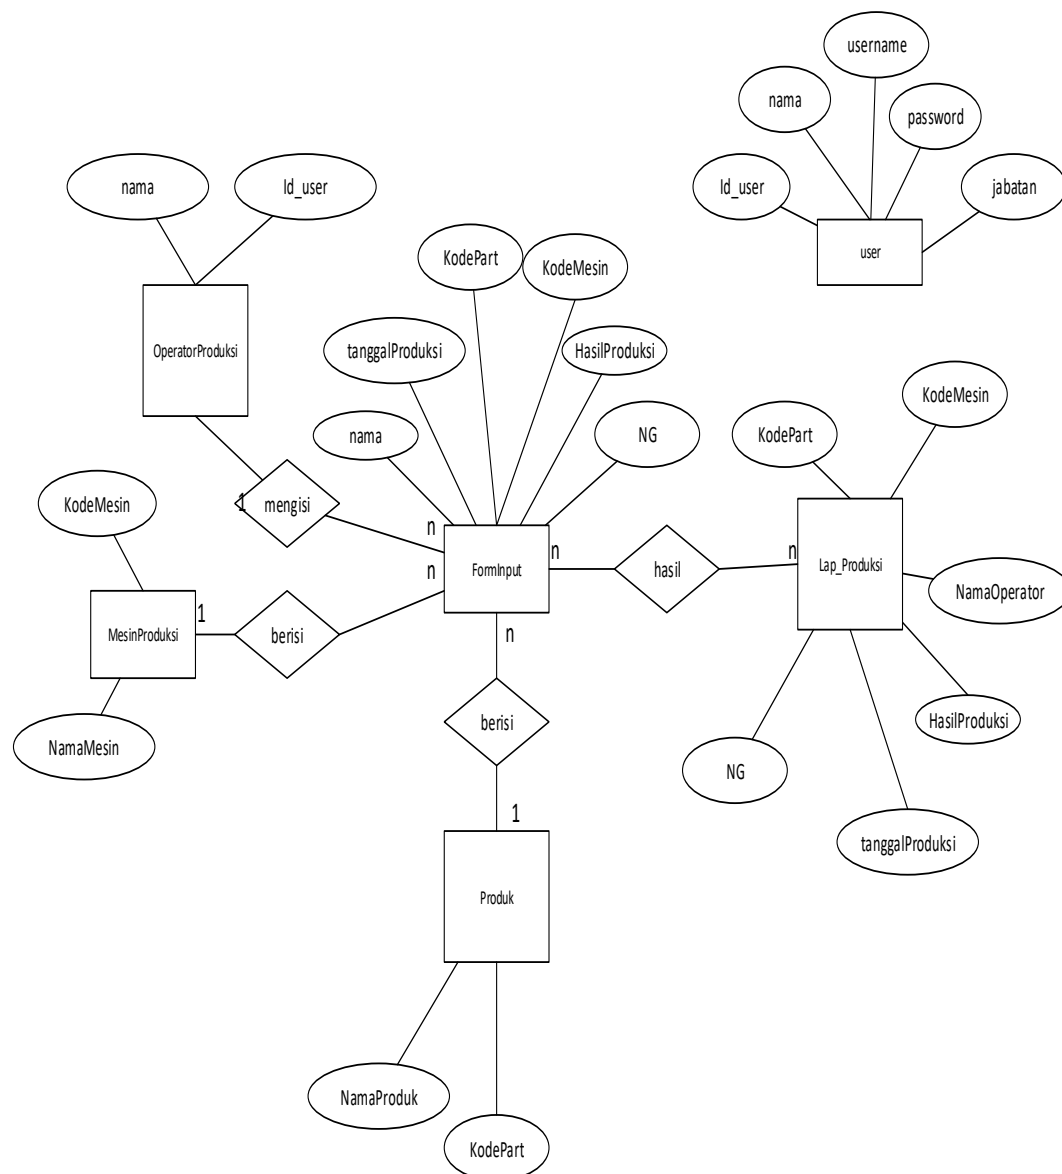 username
nama
password
Id_user
jabatan
user
nama
Id_user
KodePart
KodeMesin
OperatorProduksi
tanggalProduksi
HasilProduksi
nama
NG
KodePart
KodeMesin
KodeMesin
1
mengisi
n
n
FormInput
n
hasil
n
Lap_Produksi
NamaOperator
MesinProduksi
1
berisi
n
NamaMesin
berisi
HasilProduksi
NG
tanggalProduksi
1
Produk
NamaProduk
KodePart